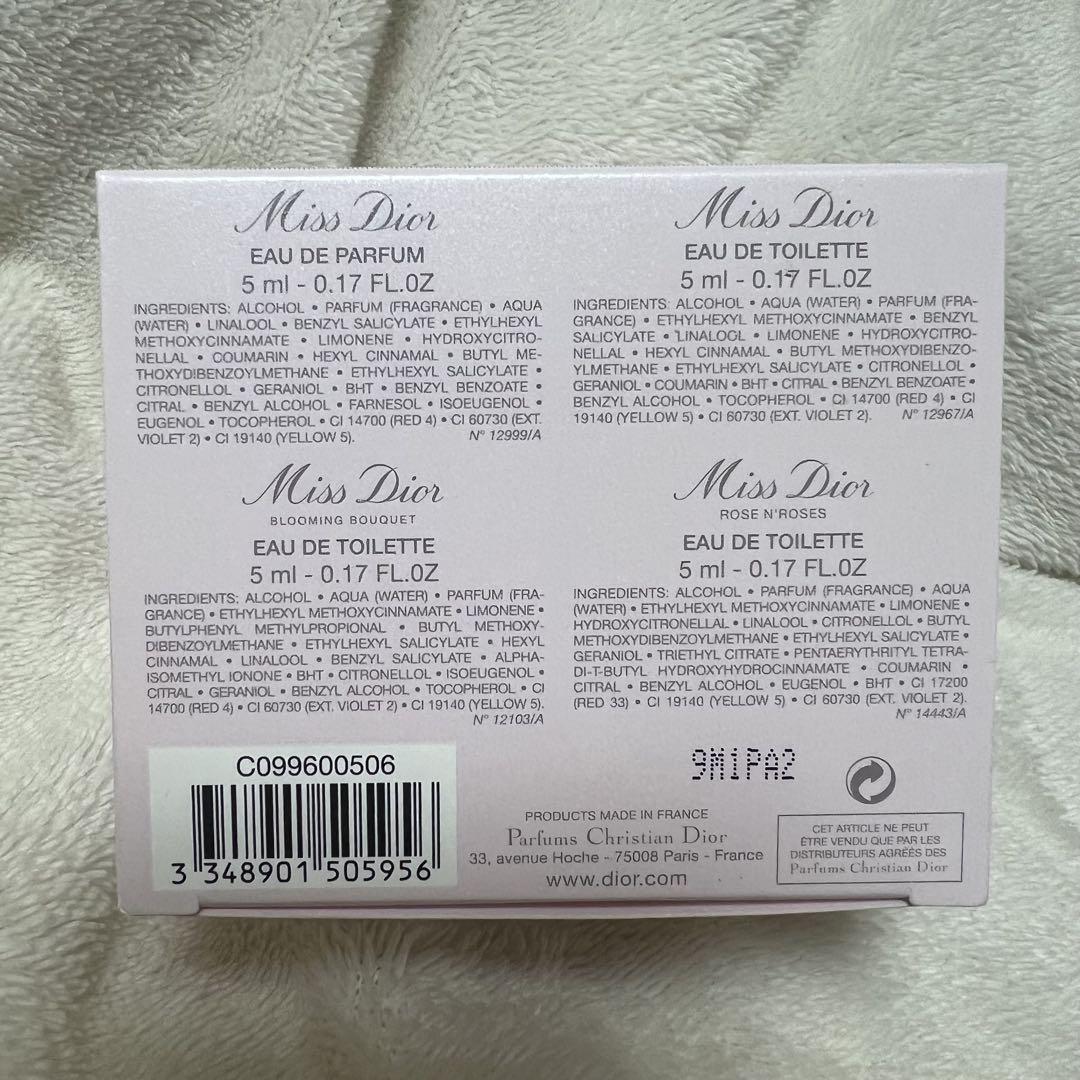 Miss Dior
EAU DE PARFUM
5 ml - 0.17 FL.OZ
INGREDIENTS: ALCOHOL • PARFUM (FRAGRANCE) • AQUA
(WATER) • LINALOOL • BENZYL SALICYLATE • ETHYLHEXYL
METHOXYCINNAMATE • LIMONENE • HYDROXYCITRO-
NELLAL • COUMARIN • HEXYL CINNAMAL • BUTYL ME-
THOXYDIBENZOYLMETHANE • ETHYLHEXYL SALICYLATE •
CITRONELLOL • GERANIOL • BHT • BENZYL BENZOATE •
CITRAL • BENZYL ALCOHOL • FARNESOL • ISOEUGENOL •
EUGENOL • TOCOPHEROL • CI 14700 (RED 4) • CI 60730 (EXT.
VIOLET 2) • CI 19140 (YELLOW 5). N° 12999/A
Miss Dior
EAU DE TOILETTE
5 ml - 0.17 FL.OZ
INGREDIENTS: ALCOHOL • AQUA (WATER) • PARFUM (FRA-
GRANCE) • ETHYLHEXYL METHOXYCINNAMATE • BENZYL
SALICYLATE • LINALOOL • LIMONENE • HYDROXYCITRO-
NELLAL • HEXYL CINNAMAL • BUTYL METHOXYDIBENZO-
YLMETHANE • ETHYLHEXYL SALICYLATE • CITRONELLOL •
GERANIOL • COUMARIN • BHT • CITRAL • BENZYL BENZOATE •
BENZYL ALCOHOL • TOCOPHEROL • CI 14700 (RED 4) • CI
19140 (YELLOW 5) • CI 60730 (EXT. VIOLET 2). N° 12967/A
Miss Dior
BLOOMING BOUQUET
EAU DE TOILETTE
5 ml - 0.17 FL.OZ
INGREDIENTS: ALCOHOL • AQUA (WATER) • PARFUM (FRA-
GRANCE) • ETHYLHEXYL METHOXYCINNAMATE • LIMONENE •
BUTYLPHENYL METHYLPROPIONAL • BUTYL METHOXY-
DIBENZOYLMETHANE • ETHYLHEXYL SALICYLATE • HEXYL
CINNAMAL • LINALOOL • BENZYL SALICYLATE • ALPHA-
ISOMETHYL IONONE • BHT • CITRONELLOL • ISOEUGENOL •
CITRAL • GERANIOL • BENZYL ALCOHOL • TOCOPHEROL • CI
14700 (RED 4) • CI 60730 (EXT. VIOLET 2) • CI 19140 (YELLOW 5).
N° 12103/A
Miss Dior
ROSE N'ROSES
EAU DE TOILETTE
5 ml - 0.17 FL.OZ
INGREDIENTS: ALCOHOL • PARFUM (FRAGRANCE) • AQUA
(WATER) • ETHYLHEXYL METHOXYCINNAMATE • LIMONENE •
HYDROXYCITRONELLAL • LINALOOL • CITRONELLOL • BUTYL
METHOXYDIBENZOYLMETHANE • ETHYLHEXYL SALICYLATE •
GERANIOL • TRIETHYL CITRATE • PENTAERYTHRITYL TETRA-
DI-T-BUTYL HYDROXYHYDROCINNAMATE • COUMARIN •
CITRAL • BENZYL ALCOHOL • EUGENOL • BHT • CI 17200
(RED 33) • CI 19140 (YELLOW 5) • CI 60730 (EXT. VIOLET 2).
N° 14443/A
C099600506
3 348901 505956
9M1PA2
PRODUCTS MADE IN FRANCE
Parfums Christian Dior
33, avenue Hoche - 75008 Paris - France
www.dior.com
CET ARTICLE NE PEUT
ÊTRE VENDU QUE PAR LES
DISTRIBUTEURS AGRÉÉS DES
Parfums Christian Dior